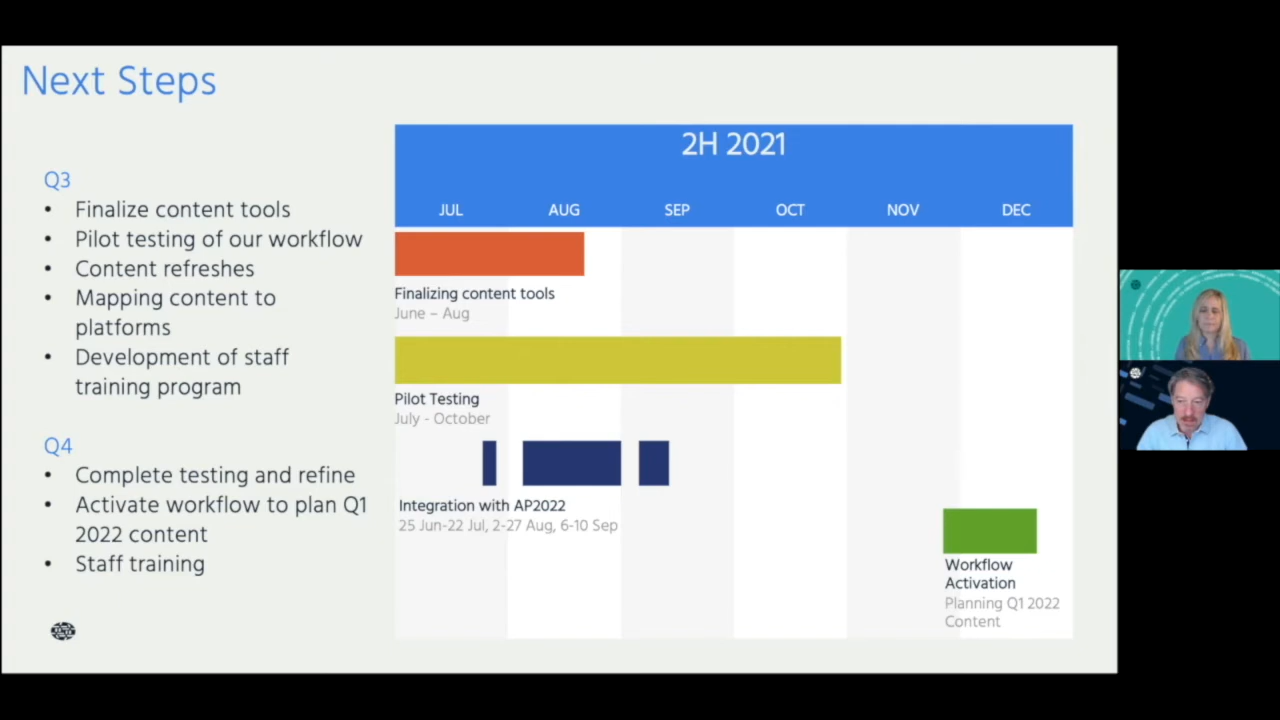 Next Steps
Q3
• Finalize content tools
• Pilot testing of our workflow
• Content refreshes
• Mapping content to
platforms
• Development of staff
training program
Q4
• Complete testing and refine
• Activate workflow to plan Q1
2022 content
• Staff training
2H 2021
JUL AUG SEP OCT NOV DEC
Finalizing content tools
June – Aug
Pilot Testing
July - October
Integration with AP2022
25 Jun-22 Jul, 2-27 Aug, 6-10 Sep
Workflow
Activation
Planning Q1 2022
Content